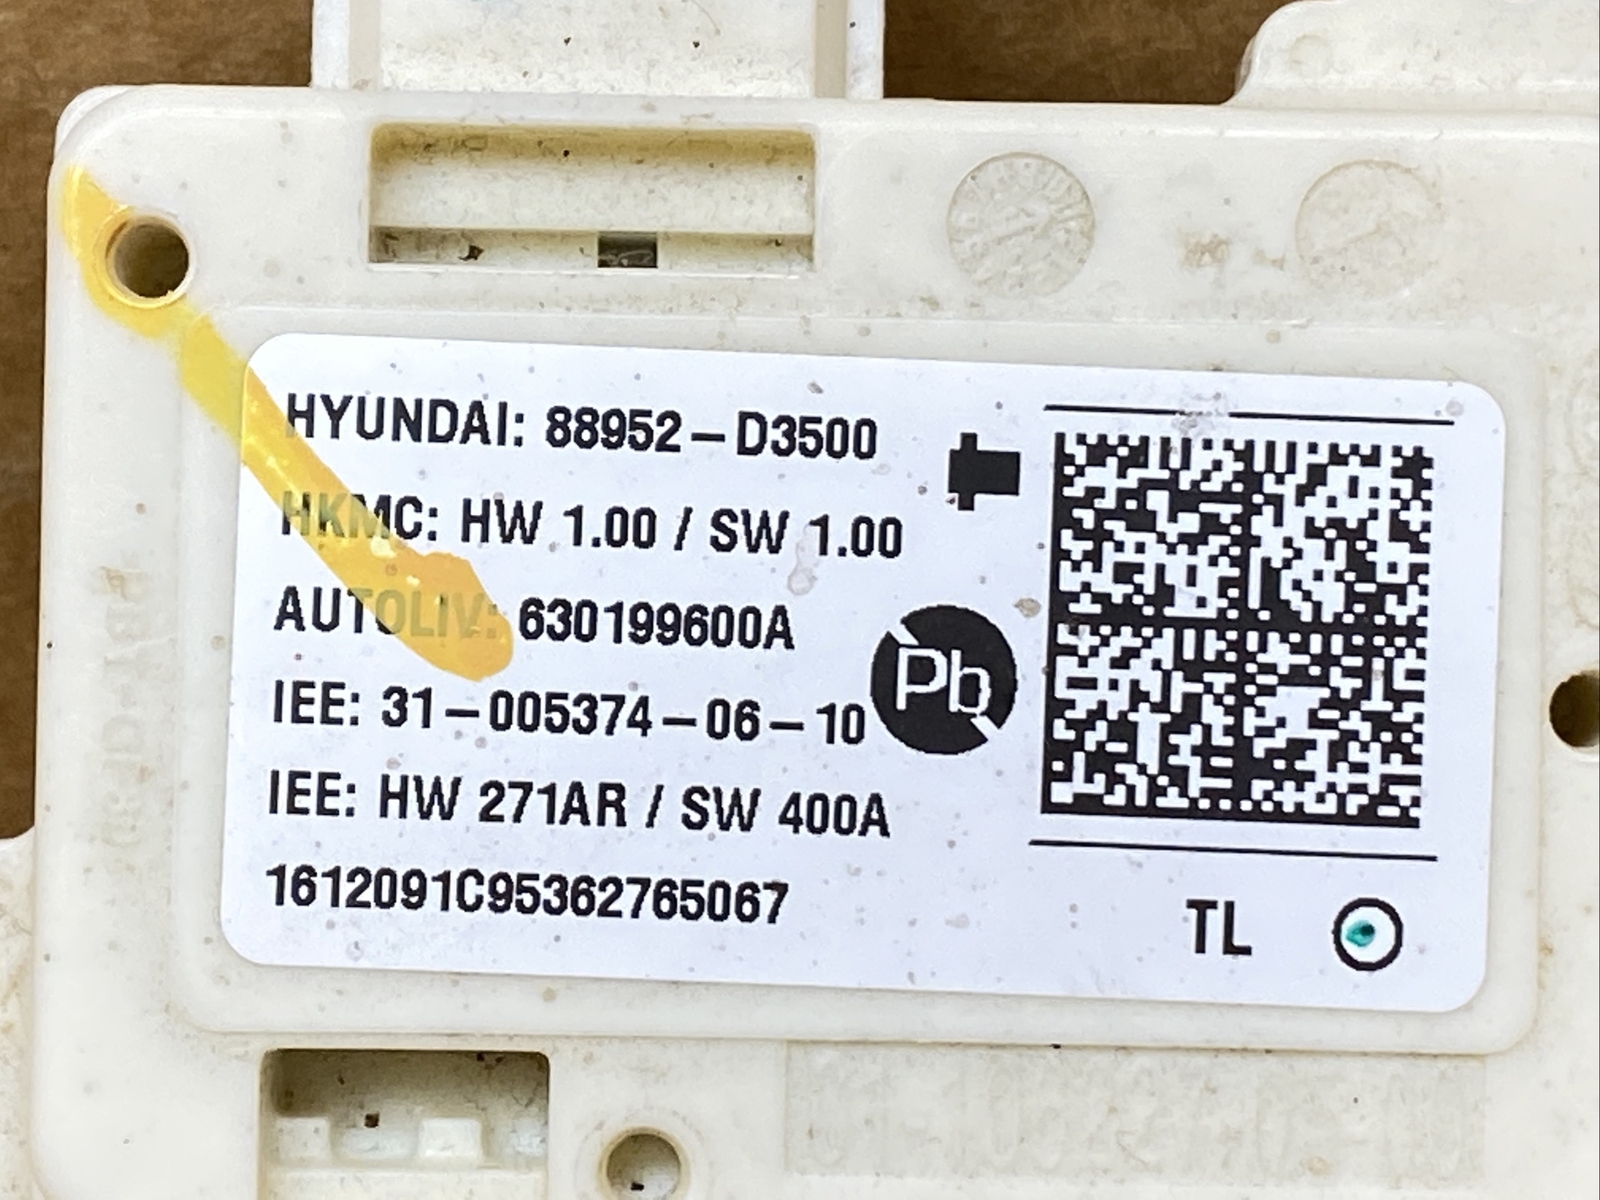 HYUNDAI: 88952-D3500
HKMC: HW 1.00 / SW 1.00
AUTOLIV: 630199600A
IEE: 31-005374-06-10
Pb
IEE: HW 271AR / SW 400A
1612091C95362765067
TL